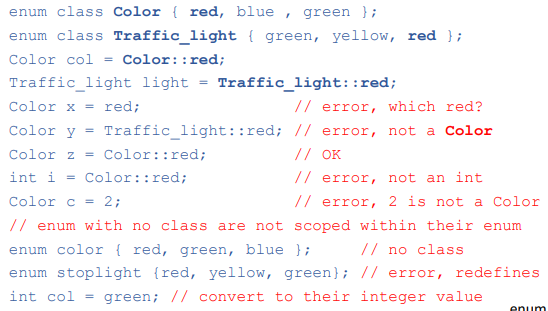 enum class Color { red, blue , green };
enum class Traffic_light { green, yellow, red };
Color col = Color::red;
Traffic_light light = Traffic_light::red;
Color x = red; // error, which red?
Color y = Traffic_light::red; // error, not a Color
Color z = Color::red; // OK
int i = Color::red; // error, not an int
Color c = 2; // error, 2 is not a Color
// enum with no class are not scoped within their enum
enum color { red, green, blue }; // no class
enum stoplight {red, yellow, green}; // error, redefines
int col = green; // convert to their integer value
enum